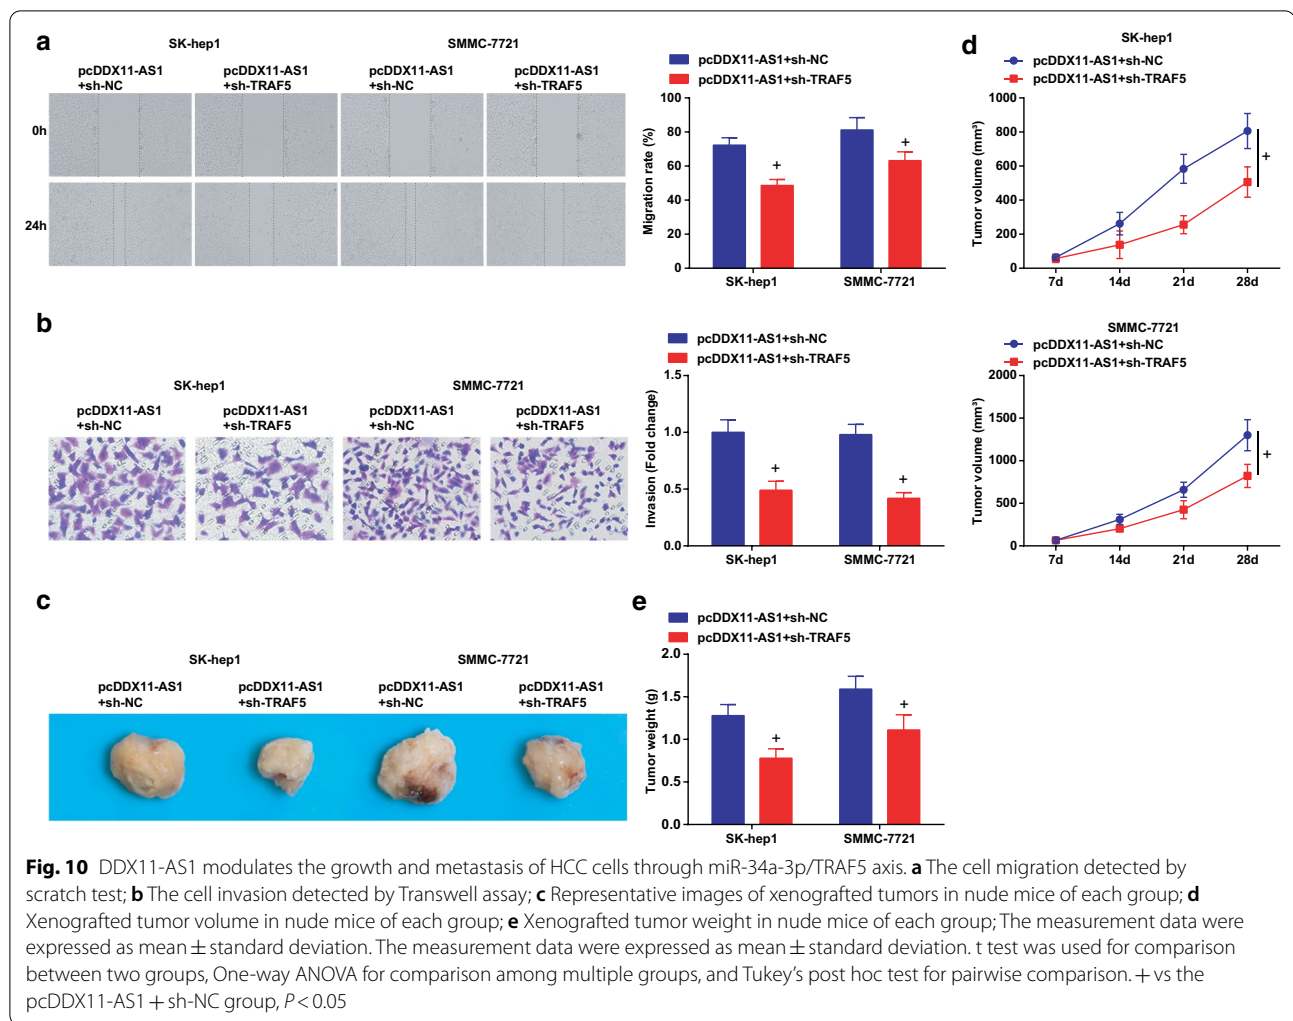 a
SK-hep1
SMMC-7721
pcDDX11-AS1
+sh-NC
pcDDX11-AS1
+sh-TRAF5
pcDDX11-AS1
+sh-NC
pcDDX11-AS1
+sh-TRAF5
0h
24h
pcDDX11-AS1+sh-NC
pcDDX11-AS1+sh-TRAF5
Migration rate (%)
100
80
60
40
20
0
+
+
SK-hep1
SMMC-7721
d
SK-hep1
pcDDX11-AS1+sh-NC
pcDDX11-AS1+sh-TRAF5
Tumor volume (mm³)
1000
800
600
400
200
0
+
7d
14d
21d
28d
b
SK-hep1
SMMC-7721
pcDDX11-AS1
+sh-NC
pcDDX11-AS1
+sh-TRAF5
pcDDX11-AS1
+sh-NC
pcDDX11-AS1
+sh-TRAF5
pcDDX11-AS1+sh-NC
pcDDX11-AS1+sh-TRAF5
Invasion (Fold change)
1.5
1.0
0.5
0.0
+
+
SK-hep1
SMMC-7721
SMMC-7721
pcDDX11-AS1+sh-NC
pcDDX11-AS1+sh-TRAF5
Tumor volume (mm³)
2000
1500
1000
500
0
+
7d
14d
21d
28d
c
SK-hep1
SMMC-7721
pcDDX11-AS1
+sh-NC
pcDDX11-AS1
+sh-TRAF5
pcDDX11-AS1
+sh-NC
pcDDX11-AS1
+sh-TRAF5
e
pcDDX11-AS1+sh-NC
pcDDX11-AS1+sh-TRAF5
Tumor weight (g)
2.0
1.5
1.0
0.5
0.0
+
+
SK-hep1
SMMC-7721
Fig. 10 DDX11-AS1 modulates the growth and metastasis of HCC cells through miR-34a-3p/TRAF5 axis. a The cell migration detected by
scratch test; b The cell invasion detected by Transwell assay; c Representative images of xenografted tumors in nude mice of each group; d
Xenografted tumor volume in nude mice of each group; e Xenografted tumor weight in nude mice of each group; The measurement data were
expressed as mean ± standard deviation. The measurement data were expressed as mean ± standard deviation. t test was used for comparison
between two groups, One-way ANOVA for comparison among multiple groups, and Tukey's post hoc test for pairwise comparison. + vs the
pcDDX11-AS1 + sh-NC group, P < 0.05